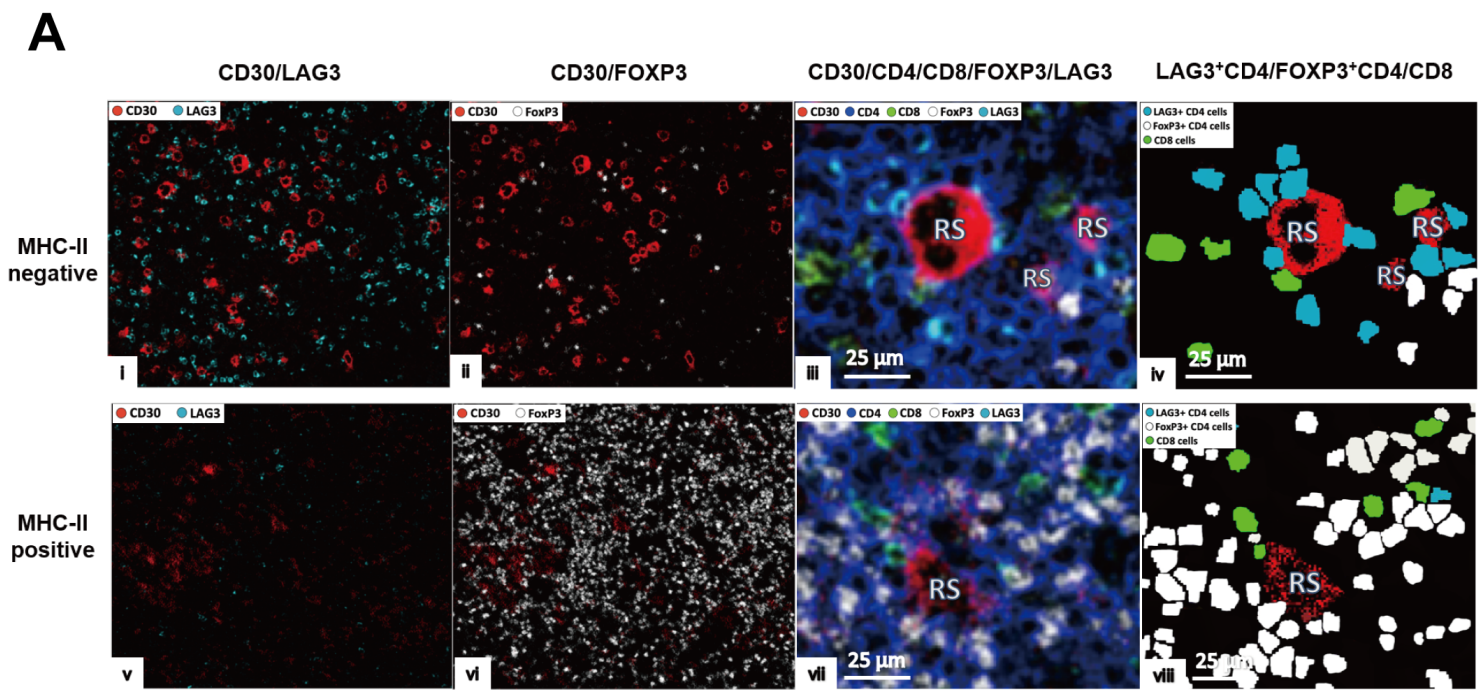 A
CD30/LAG3
CD30/FOXP3
CD30/CD4/CD8/FOXP3/LAG3
LAG3⁺CD4/FOXP3⁺CD4/CD8
MHC-II
negative
CD30 LAG3
i
CD30 FoxP3
ii
CD30 CD4 CD8 FoxP3 LAG3
RS
RS
RS
25 µm
iii
LAG3+ CD4 cells
FoxP3+ CD4 cells
CD8 cells
RS
RS
RS
25 µm
iv
MHC-II
positive
CD30 LAG3
v
CD30 FoxP3
vi
CD30 CD4 CD8 FoxP3 LAG3
RS
25 µm
vii
LAG3+ CD4 cells
FoxP3+ CD4 cells
CD8 cells
RS
25 µm
viii